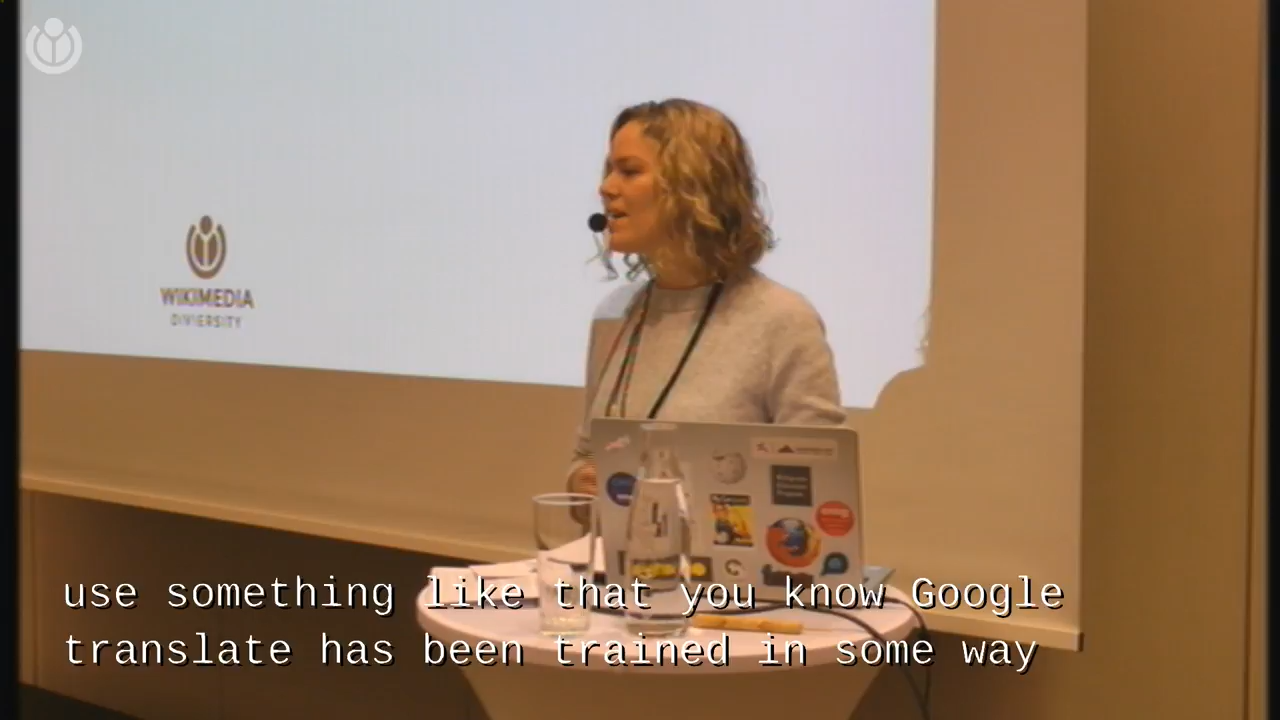 WIKIMEDIA
DIVERSITY
use something like that you know Google
translate has been trained in some way